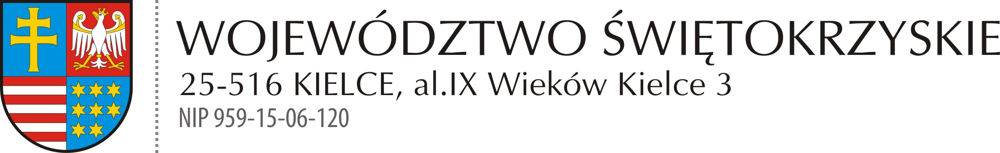 WOJEWÓDZTWO ŚWIĘTOKRZYSKIE
25-516 KIELCE, al.IX Wieków Kielce 3
NIP 959-15-06-120